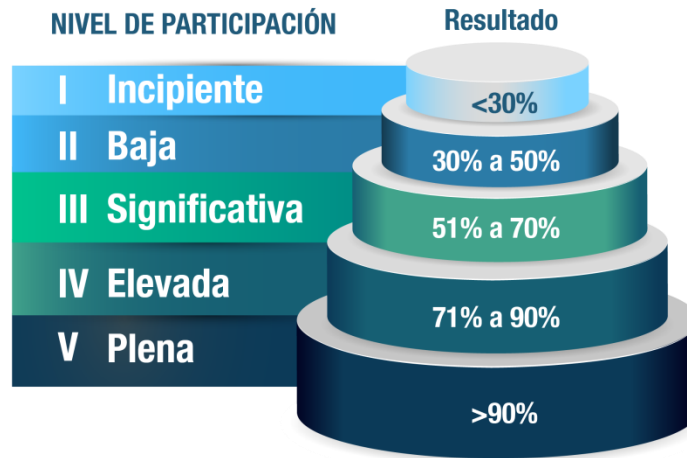 NIVEL DE PARTICIPACIÓN Resultado
I Incipiente <30%
II Baja 30% a 50%
III Significativa 51% a 70%
IV Elevada 71% a 90%
V Plena >90%